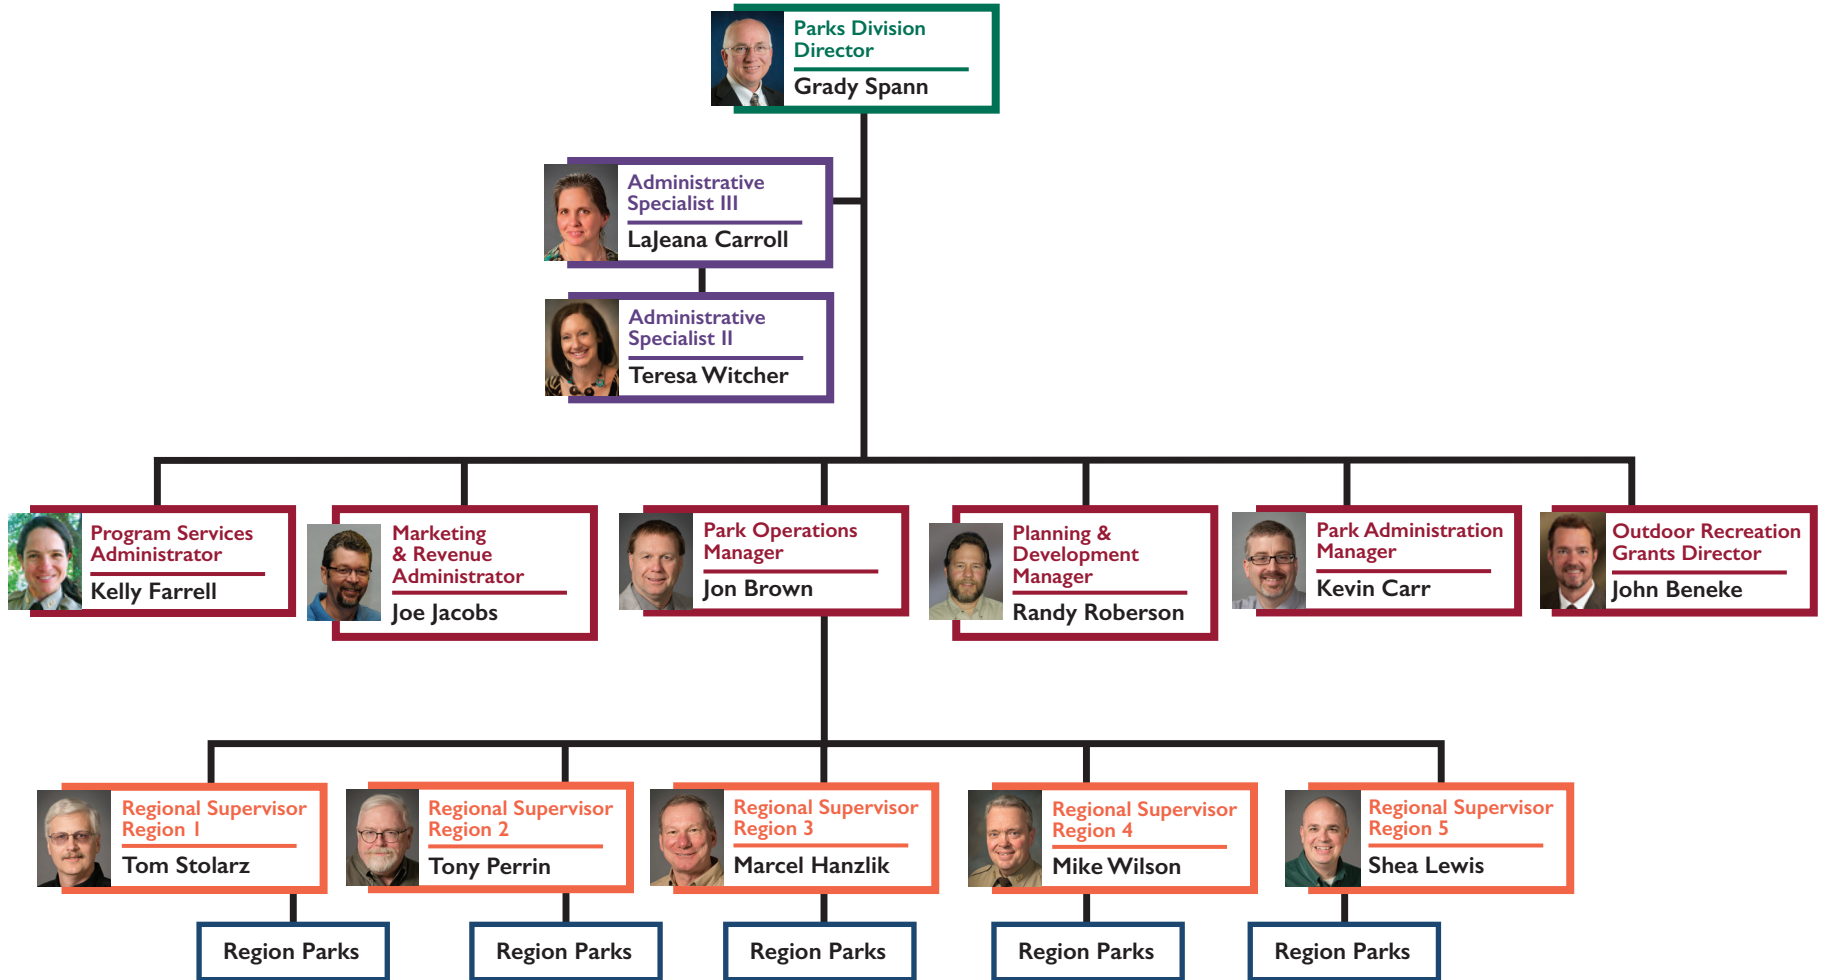 Parks Division
Director
Grady Spann
Administrative
Specialist III
LaJeana Carroll
Administrative
Specialist II
Teresa Witcher
Program Services
Administrator
Kelly Farrell
Marketing
& Revenue
Administrator
Joe Jacobs
Park Operations
Manager
Jon Brown
Planning &
Development
Manager
Randy Roberson
Park Administration
Manager
Kevin Carr
Outdoor Recreation
Grants Director
John Beneke
Regional Supervisor
Region 1
Tom Stolarz
Regional Supervisor
Region 2
Tony Perrin
Regional Supervisor
Region 3
Marcel Hanzlik
Regional Supervisor
Region 4
Mike Wilson
Regional Supervisor
Region 5
Shea Lewis
Region Parks
Region Parks
Region Parks
Region Parks
Region Parks